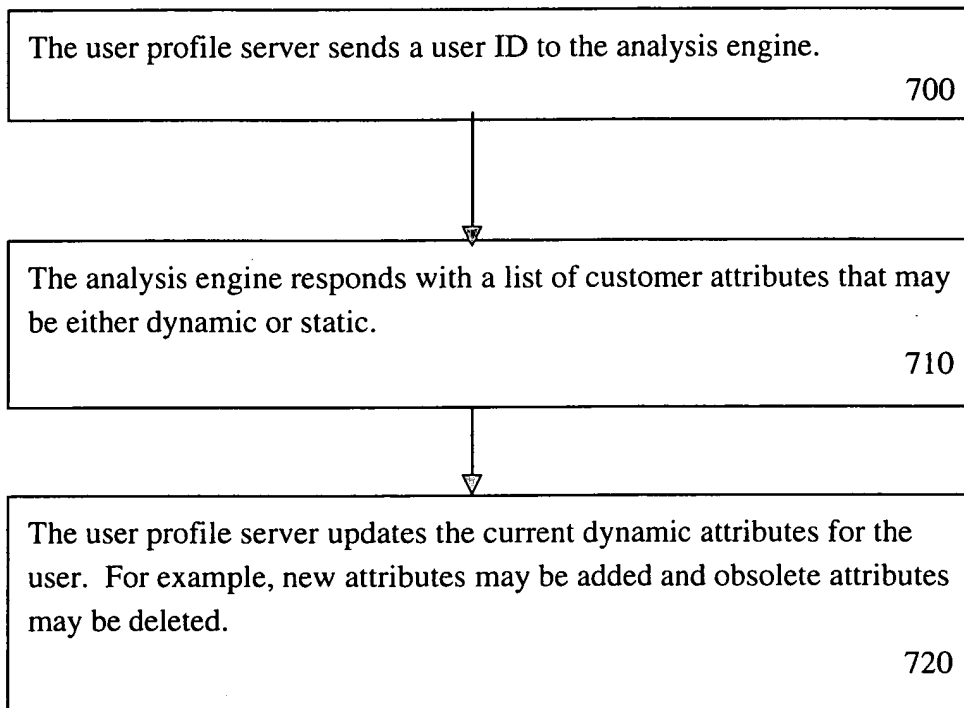 The user profile server sends a user ID to the analysis engine.
700
The analysis engine responds with a list of customer attributes that may
be either dynamic or static.
710
The user profile server updates the current dynamic attributes for the
user.  For example, new attributes may be added and obsolete attributes
may be deleted.
720